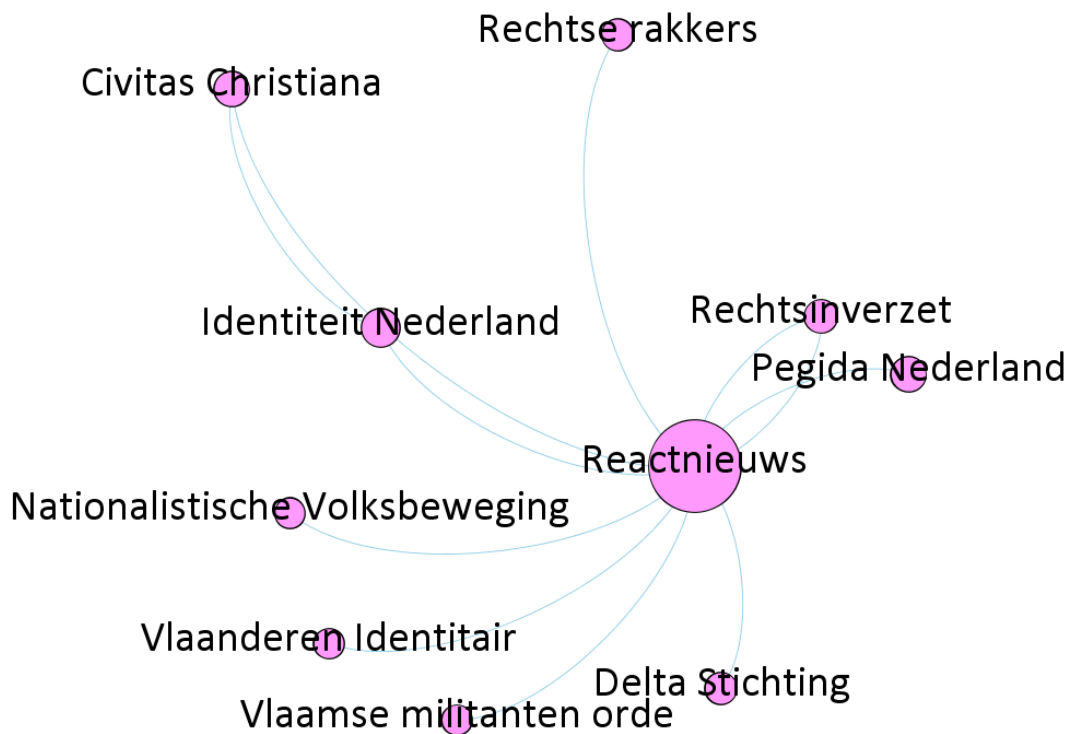 Rechtse rakkers
Civitas Christiana
Rechtsinverzet
Identiteit Nederland
Pegida Nederland
Reactnieuws
Nationalistische Volksbeweging
Vlaanderen Identitair
Delta Stichting
Vlaamse militanten orde